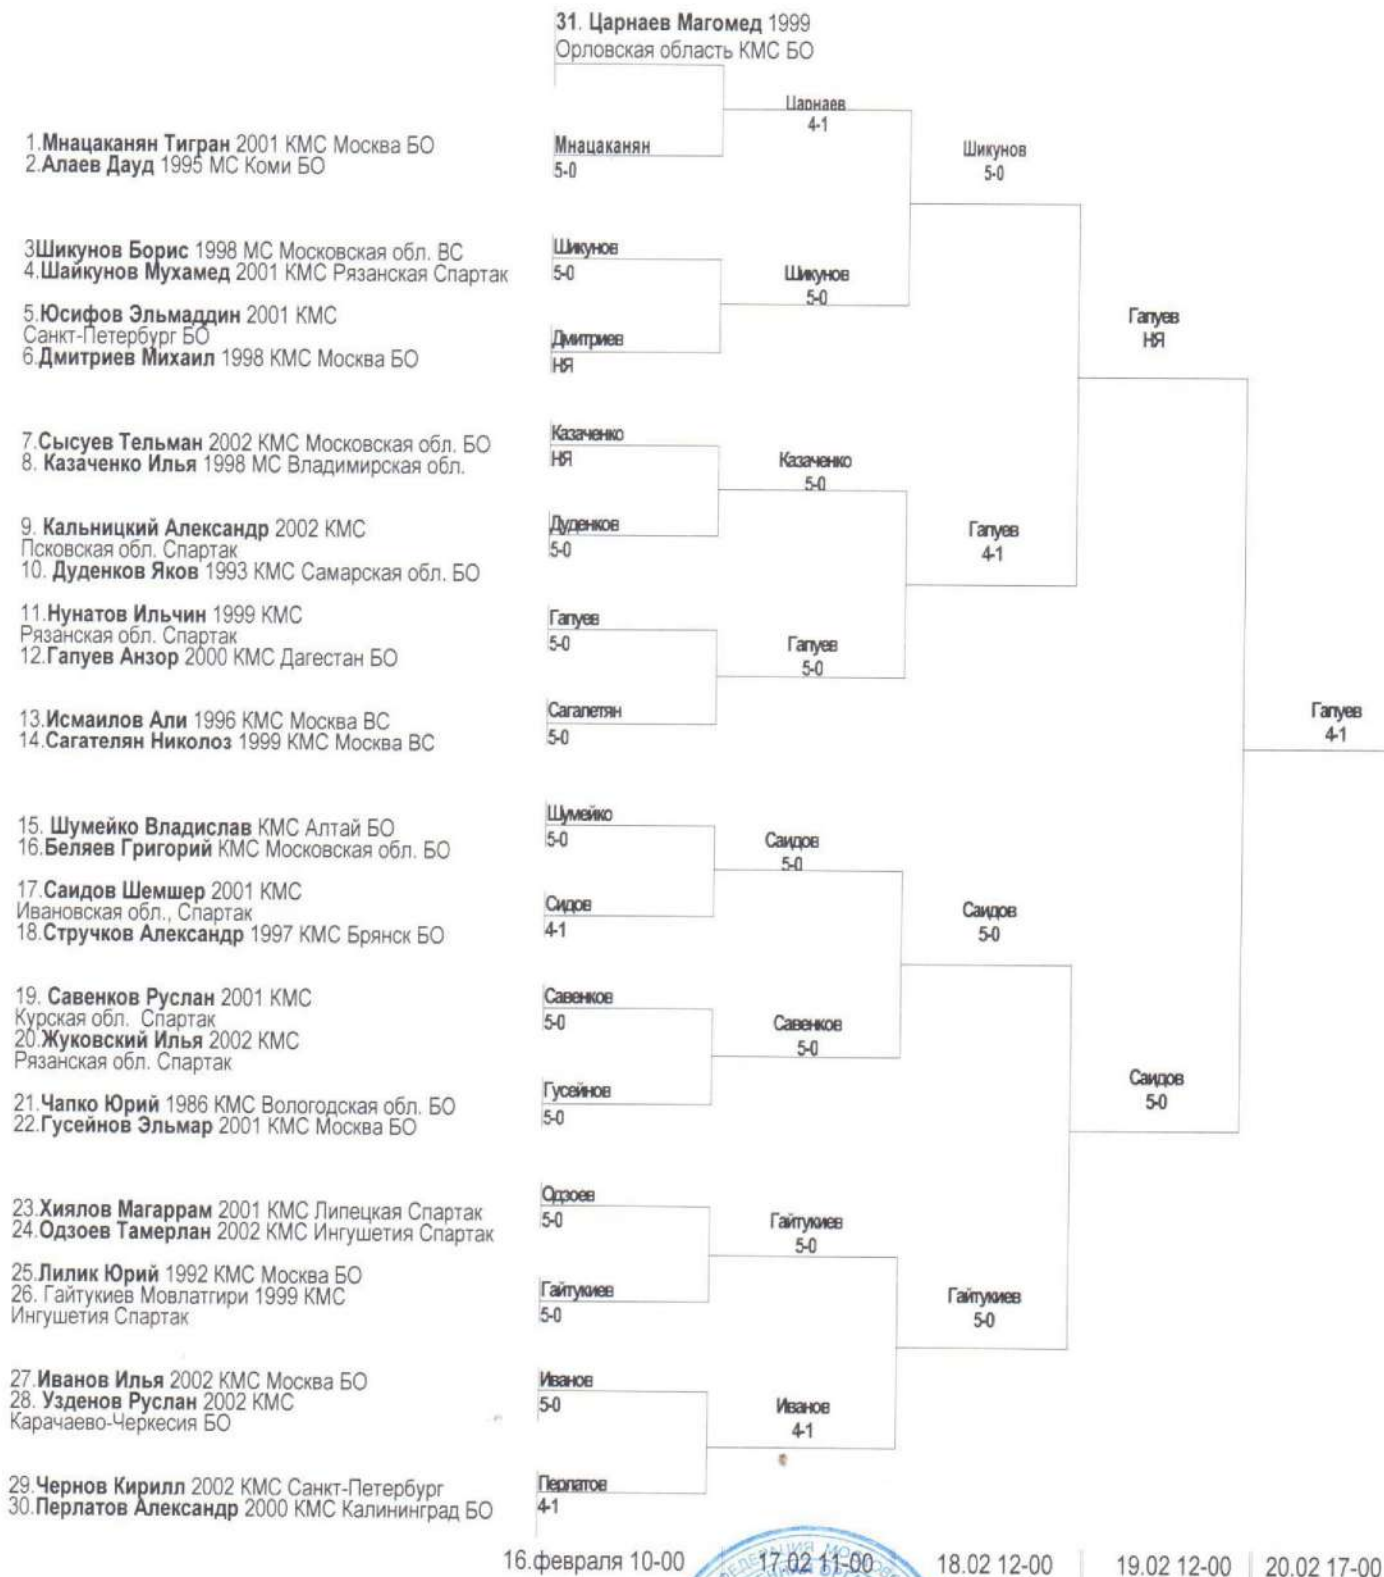 31. Царнаев Магомед 1999
Орловская область КМС БО
Царнаев
4-1
1.Мнацаканян Тигран 2001 КМС Москва БО
2.Алаев Дауд 1995 МС Коми БО
Мнацаканян
5-0
Шикунов
5-0
3Шикунов Борис 1998 МС Московская обл. ВС
4.Шайкунов Мухамед 2001 КМС Рязанская Спартак
Шикунов
5-0
Шикунов
5-0
5.Юсифов Эльмаддин 2001 КМС
Санкт-Петербург БО
6.Дмитриев Михаил 1998 КМС Москва БО
Дмитриев
НЯ
Гапуев
НЯ
7.Сысуев Тельман 2002 КМС Московская обл. БО
8. Казаченко Илья 1998 МС Владимирская обл.
Казаченко
НЯ
Казаченко
5-0
9. Кальницкий Александр 2002 КМС
Псковская обл. Спартак
10. Дуденков Яков 1993 КМС Самарская обл. БО
Дуденков
5-0
Гапуев
4-1
11.Нунатов Ильчин 1999 КМС
Рязанская обл. Спартак
12.Гапуев Анзор 2000 КМС Дагестан БО
Гапуев
5-0
Гапуев
5-0
13.Исмаилов Али 1996 КМС Москва ВС
14.Сагателян Николоз 1999 КМС Москва ВС
Сагалетян
5-0
Гапуев
4-1
15. Шумейко Владислав КМС Алтай БО
16.Беляев Григорий КМС Московская обл. БО
Шумейко
5-0
Саидов
5-0
17.Саидов Шемшер 2001 КМС
Ивановская обл., Спартак
18.Стручков Александр 1997 КМС Брянск БО
Сидов
4-1
Саидов
5-0
19. Савенков Руслан 2001 КМС
Курская обл. Спартак
20.Жуковский Илья 2002 КМС
Рязанская обл. Спартак
Савенков
5-0
Савенков
5-0
21.Чапко Юрий 1986 КМС Вологодская обл. БО
22.Гусейнов Эльмар 2001 КМС Москва БО
Гусейнов
5-0
Саидов
5-0
23.Хиялов Магаррам 2001 КМС Липецкая Спартак
24.Одзоев Тамерлан 2002 КМС Ингушетия Спартак
Одзоев
5-0
Гайтукиев
5-0
25.Лилик Юрий 1992 КМС Москва БО
26. Гайтукиев Мовлатгири 1999 КМС
Ингушетия Спартак
Гайтукиев
5-0
Гайтукиев
5-0
27.Иванов Илья 2002 КМС Москва БО
28. Узденов Руслан 2002 КМС
Карачаево-Черкесия БО
Иванов
5-0
Иванов
4-1
29.Чернов Кирилл 2002 КМС Санкт-Петербург
30.Перлатов Александр 2000 КМС Калининград БО
Перлатов
4-1
16.февраля 10-00 17.02 11-00 18.02 12-00 19.02 12-00 20.02 17-00